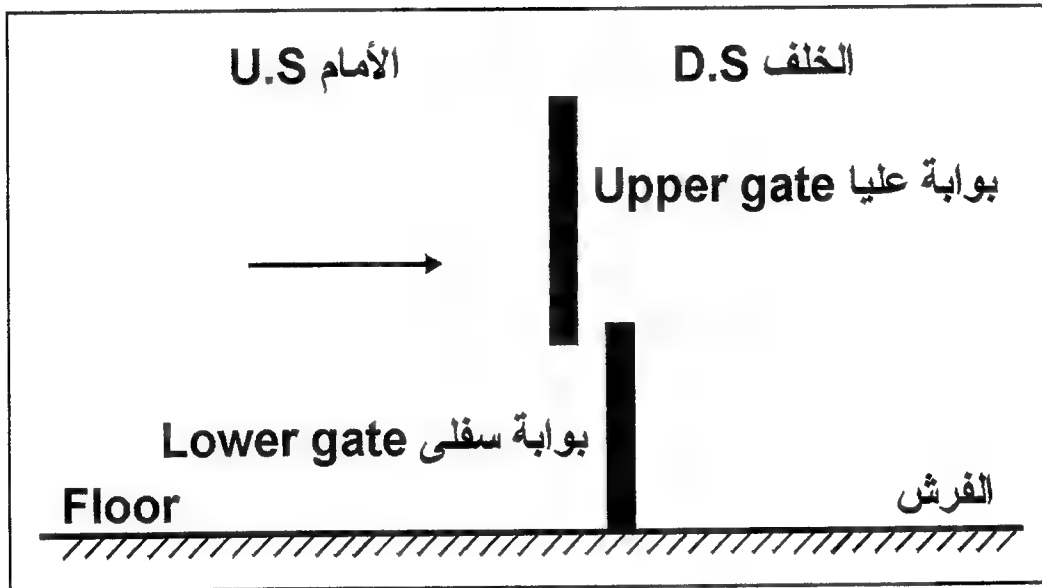 U.S الأمام
D.S الخلف
Upper gate بوابة عليا
Lower gate بوابة سفلى
Floor
الفرش